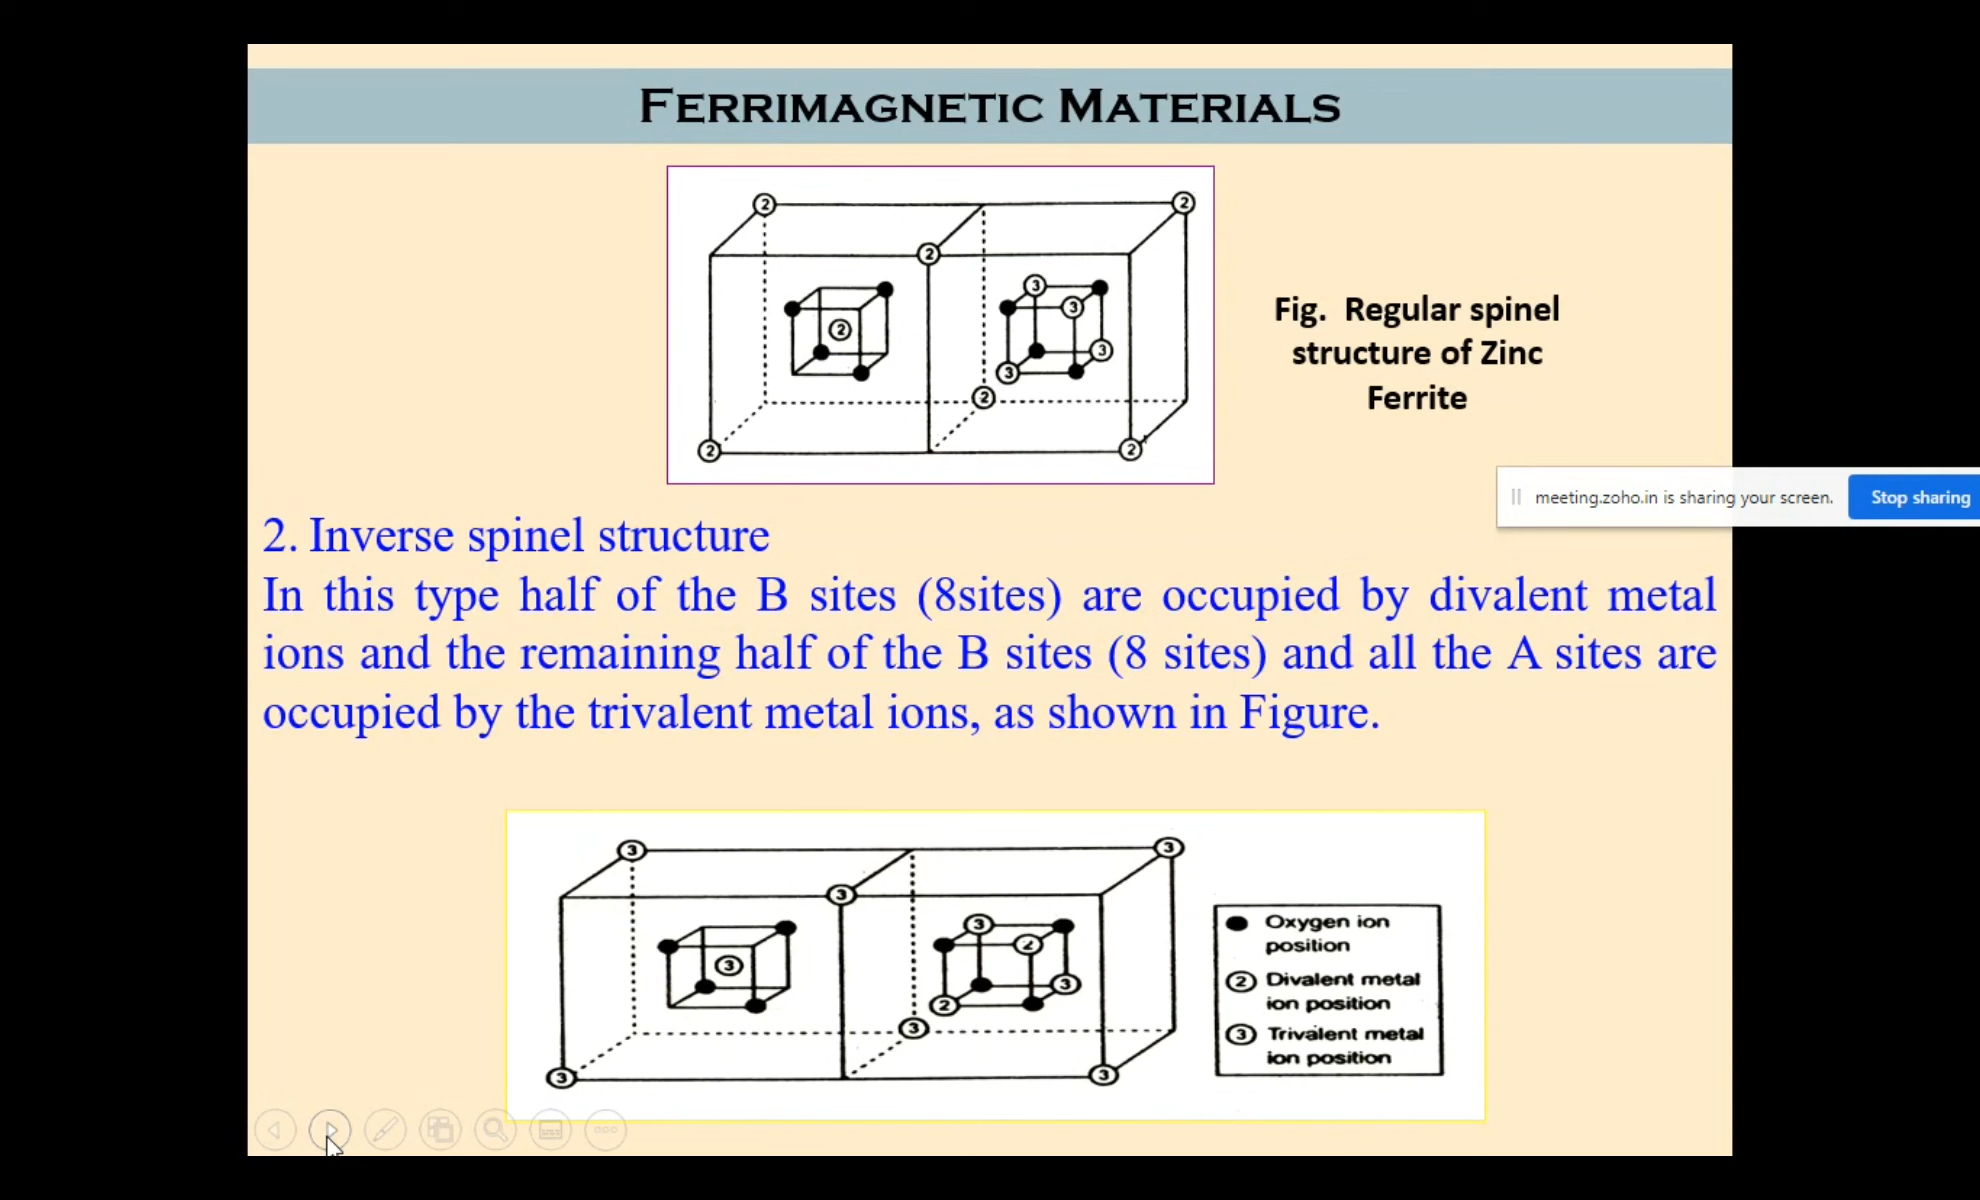 FERRIMAGNETIC MATERIALS
2 2
2
2 3 3
3
3
2
2 2
Fig. Regular spinel
structure of Zinc
Ferrite
meeting.zoho.in is sharing your screen. Stop sharing
2. Inverse spinel structure
In this type half of the B sites (8sites) are occupied by divalent metal
ions and the remaining half of the B sites (8 sites) and all the A sites are
occupied by the trivalent metal ions, as shown in Figure.
3 3
3
3 3 2
3
2
3
3 3
Oxygen ion
position
2 Divalent metal
ion position
3 Trivalent metal
ion position